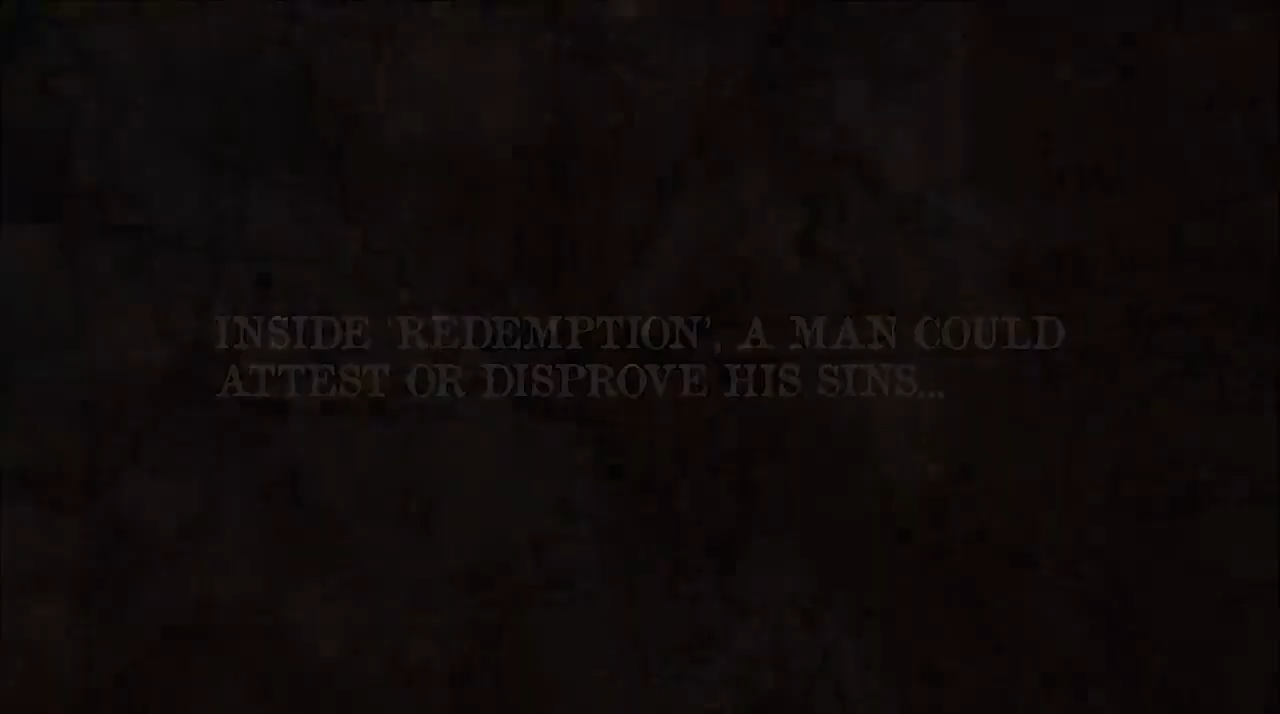 INSIDE 'REDEMPTION', A MAN COULD
ATTEST OR DISPROVE HIS SINS...